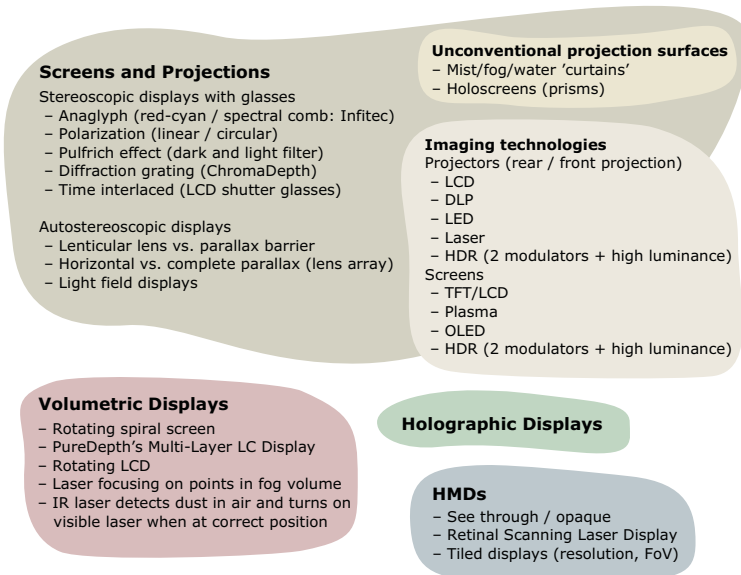 Screens and Projections
Stereoscopic displays with glasses
– Anaglyph (red-cyan / spectral comb: Infitec)
– Polarization (linear / circular)
– Pulfrich effect (dark and light filter)
– Diffraction grating (ChromaDepth)
– Time interlaced (LCD shutter glasses)
Autostereoscopic displays
– Lenticular lens vs. parallax barrier
– Horizontal vs. complete parallax (lens array)
– Light field displays
Unconventional projection surfaces
– Mist/fog/water ’curtains’
– Holoscreens (prisms)
Imaging technologies
Projectors (rear / front projection)
– LCD
– DLP
– LED
– Laser
– HDR (2 modulators + high luminance)
Screens
– TFT/LCD
– Plasma
– OLED
– HDR (2 modulators + high luminance)
Volumetric Displays
– Rotating spiral screen
– PureDepth’s Multi-Layer LC Display
– Rotating LCD
– Laser focusing on points in fog volume
– IR laser detects dust in air and turns on
visible laser when at correct position
Holographic Displays
HMDs
– See through / opaque
– Retinal Scanning Laser Display
– Tiled displays (resolution, FoV)